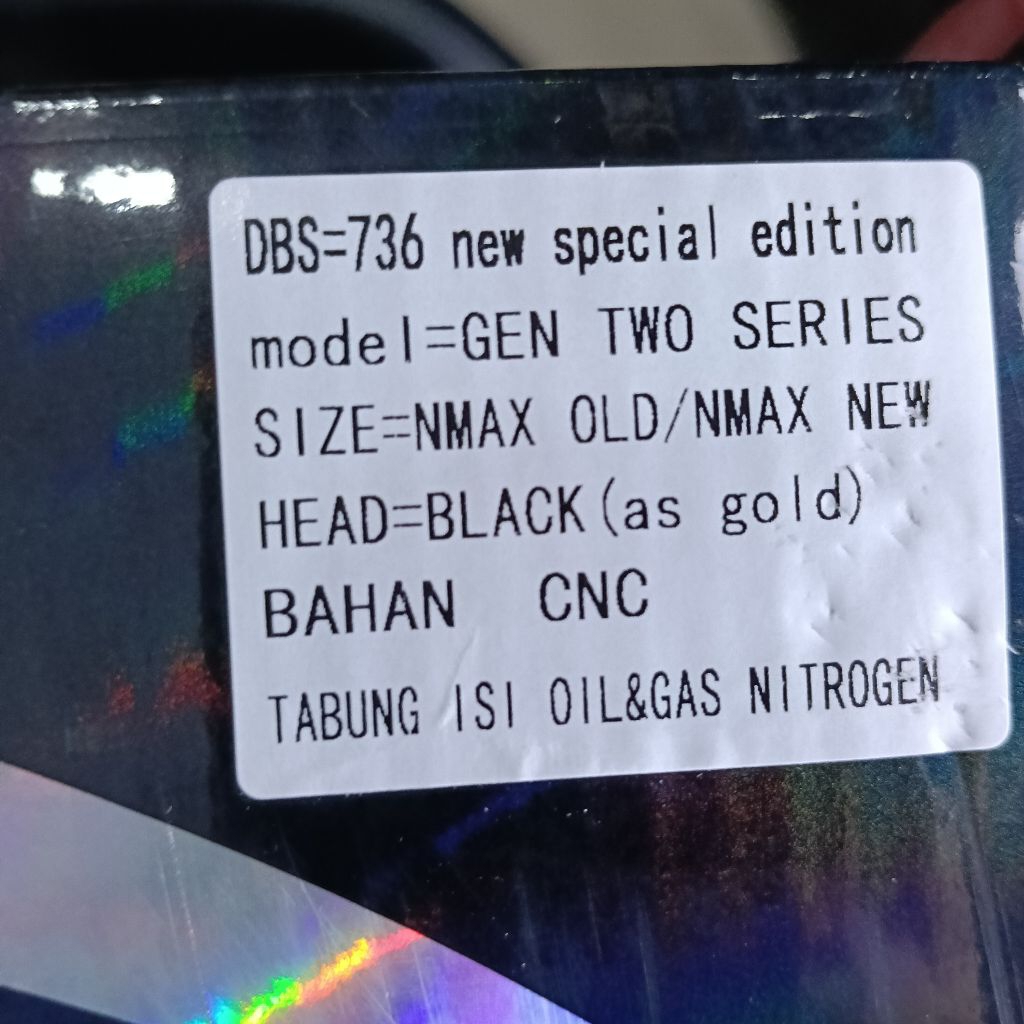 DBS=736 new special edition
model=GEN TWO SERIES
SIZE=NMAX OLD/NMAX NEW
HEAD=BLACK(as gold)
BAHAN CNC
TABUNG ISI OIL&GAS NITROGEN